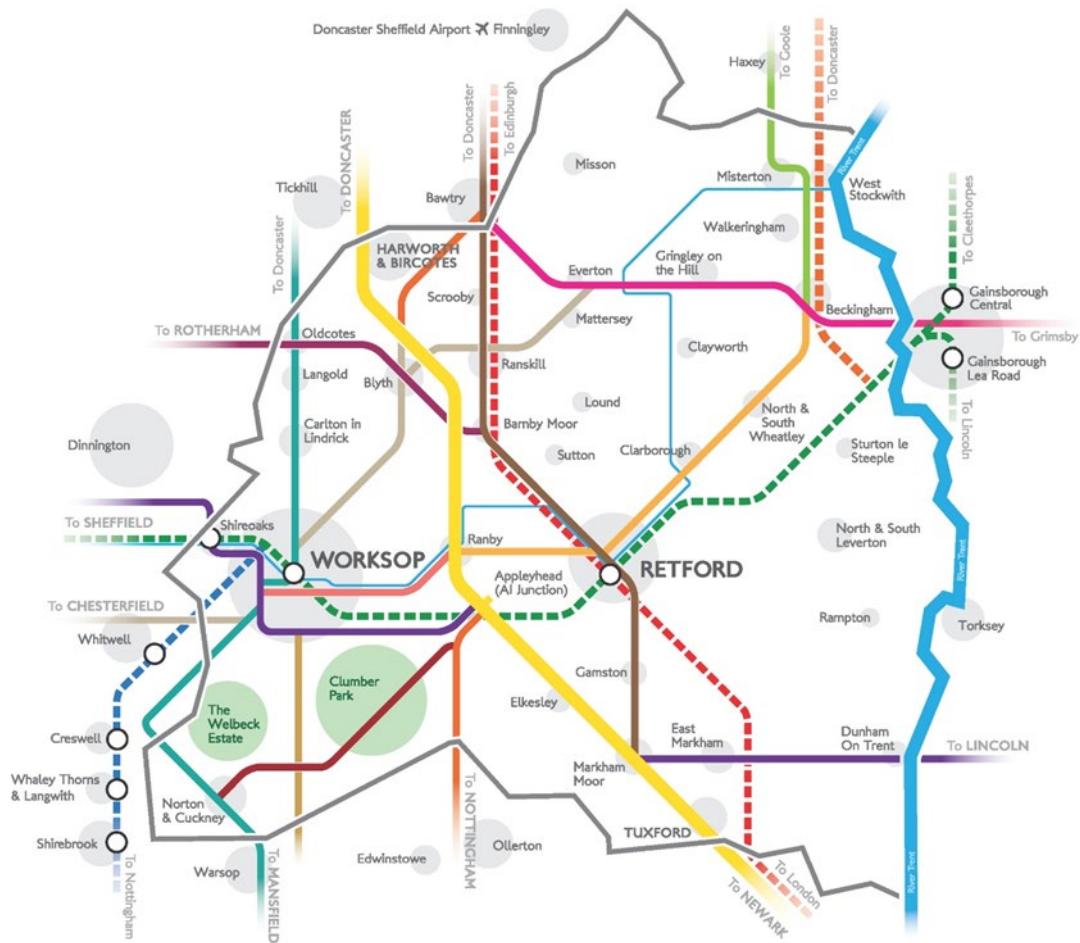 Doncaster Sheffield Airport ✈ Finningley
Haxey
To Goole
To Doncaster
To DONCASTER
To Doncaster
To Edinburgh
River Trent
Misson
Tickhill
Bawtry
Misterton
West
Stockwith
To Cleethorpes
Walkeringham
To Doncaster
HARWORTH
& BIRCOTES
Everton
Gringley on
the Hill
Scrooby
Gainsborough
Central
Beckingham
To ROTHERHAM
Oldcotes
Mattersey
To Grimsby
Langold
Blyth
Ranskill
Clayworth
Gainsborough
Lea Road
Lound
North &
South
Wheatley
To Lincoln
Dinnington
Carlton in
Lindrick
Barnby Moor
Sutton
Clarborough
Sturton le
Steeple
To SHEFFIELD
Shireoaks
WORKSOP
Ranby
RETFORD
North & South
Leverton
River Trent
Appleyhead
(A1 Junction)
To CHESTERFIELD
Whitwell
Rampton
Torksey
Clumber
Park
Gamston
The
Welbeck
Estate
Elkesley
Creswell
East
Markham
Dunham
On Trent
To LINCOLN
Whaley Thorns
& Langwith
Norton
& Cuckney
Markham
Moor
To NOTTINGHAM
Shirebrook
TUXFORD
Warsop
Edwinstowe
Ollerton
To Nottingham
To MANSFIELD
To NEWARK
To London
River Trent